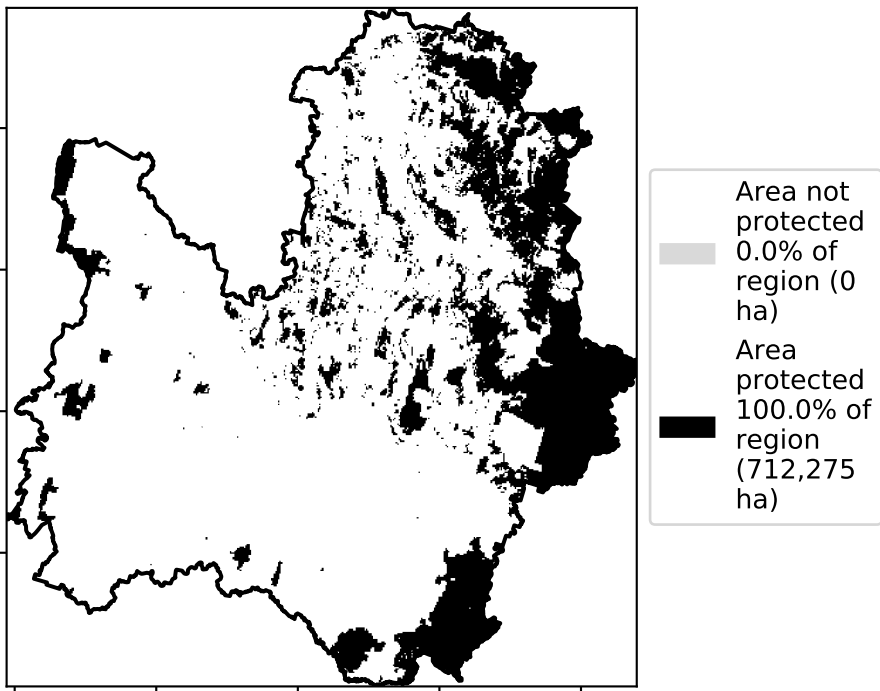 Area not
protected
0.0% of
region (0
ha)
Area
protected
100.0% of
region
(712,275
ha)